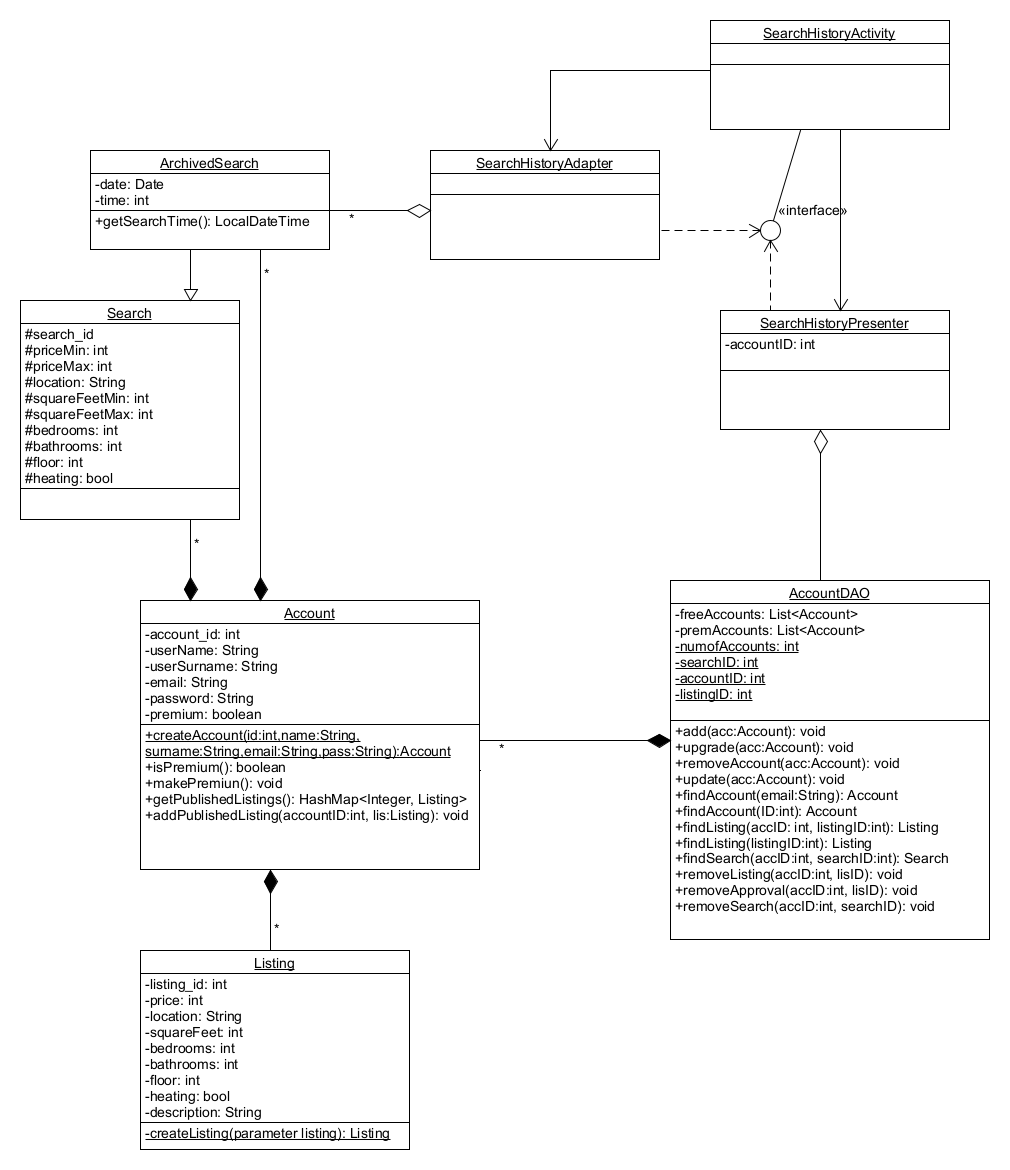 SearchHistoryActivity
ArchivedSearch
-date: Date
-time: int
+getSearchTime(): LocalDateTime
*
SearchHistoryAdapter
«interface»
*
Search
#search_id
#priceMin: int
#priceMax: int
#location: String
#squareFeetMin: int
#squareFeetMax: int
#bedrooms: int
#bathrooms: int
#floor: int
#heating: bool
SearchHistoryPresenter
-accountID: int
*
Account
-account_id: int
-userName: String
-userSurname: String
-email: String
-password: String
-premium: boolean
+createAccount(id:int,name:String,
surname:String,email:String,pass:String):Account
+isPremium(): boolean
+makePremiun(): void
+getPublishedListings(): HashMap<Integer, Listing>
+addPublishedListing(accountID:int, lis:Listing): void
*
AccountDAO
-freeAccounts: List<Account>
-premAccounts: List<Account>
-numofAccounts: int
-searchID: int
-accountID: int
-listingID: int
+add(acc:Account): void
+upgrade(acc:Account): void
+removeAccount(acc:Account): void
+update(acc:Account): void
+findAccount(email:String): Account
+findAccount(ID:int): Account
+findListing(accID: int, listingID:int): Listing
+findListing(listingID:int): Listing
+findSearch(accID:int, searchID:int): Search
+removeListing(accID:int, lisID): void
+removeApproval(accID:int, lisID): void
+removeSearch(accID:int, searchID): void
*
Listing
-listing_id: int
-price: int
-location: String
-squareFeet: int
-bedrooms: int
-bathrooms: int
-floor: int
-heating: bool
-description: String
-createListing(parameter listing): Listing